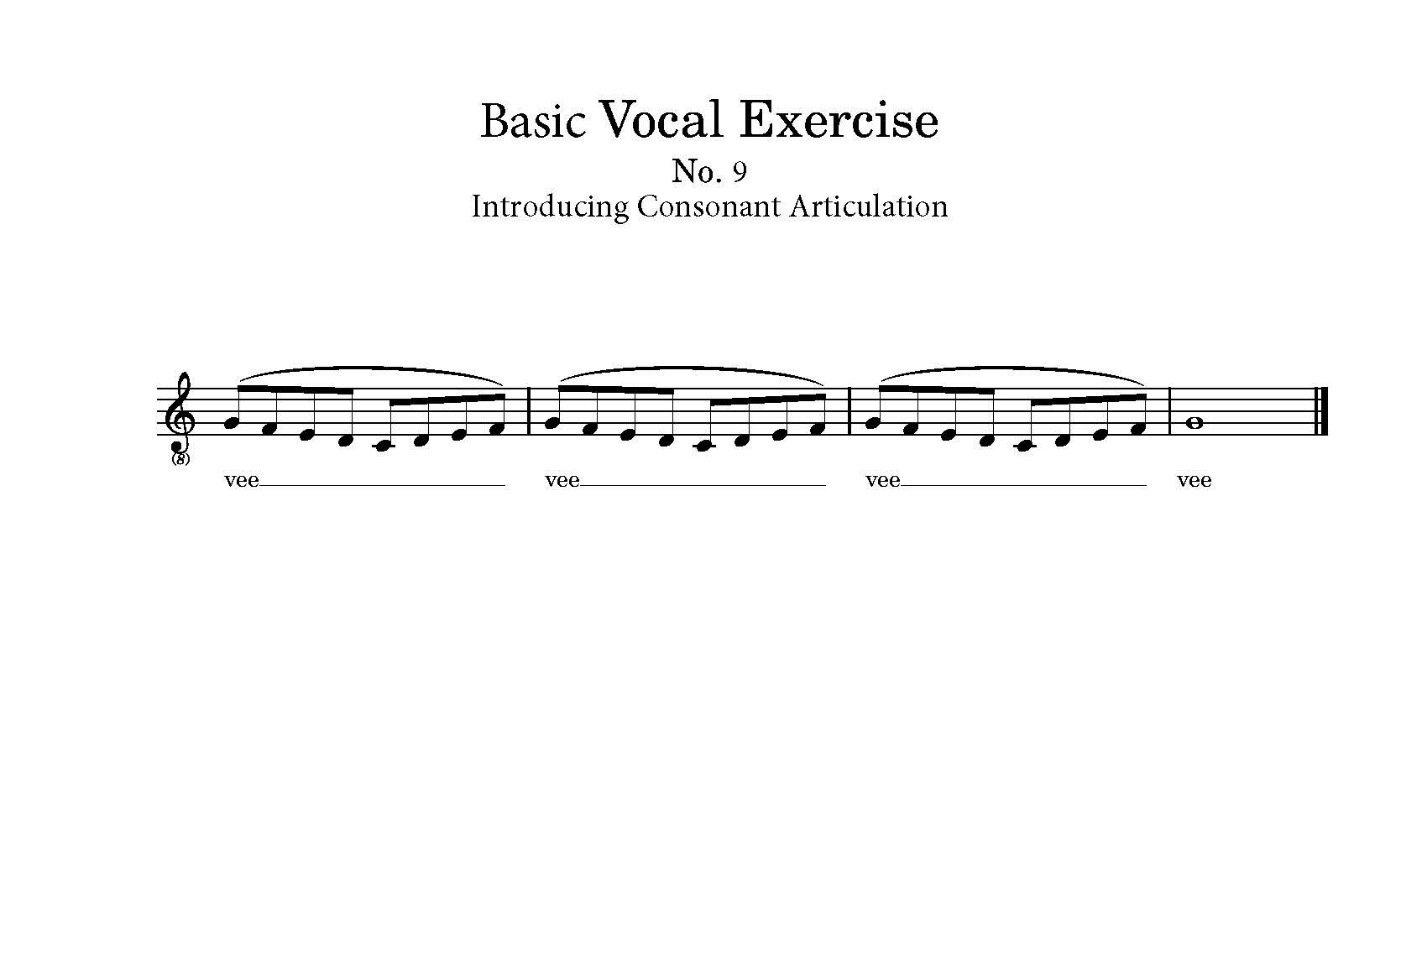 Basic Vocal Exercise
No. 9
Introducing Consonant Articulation
(8)
vee vee vee vee